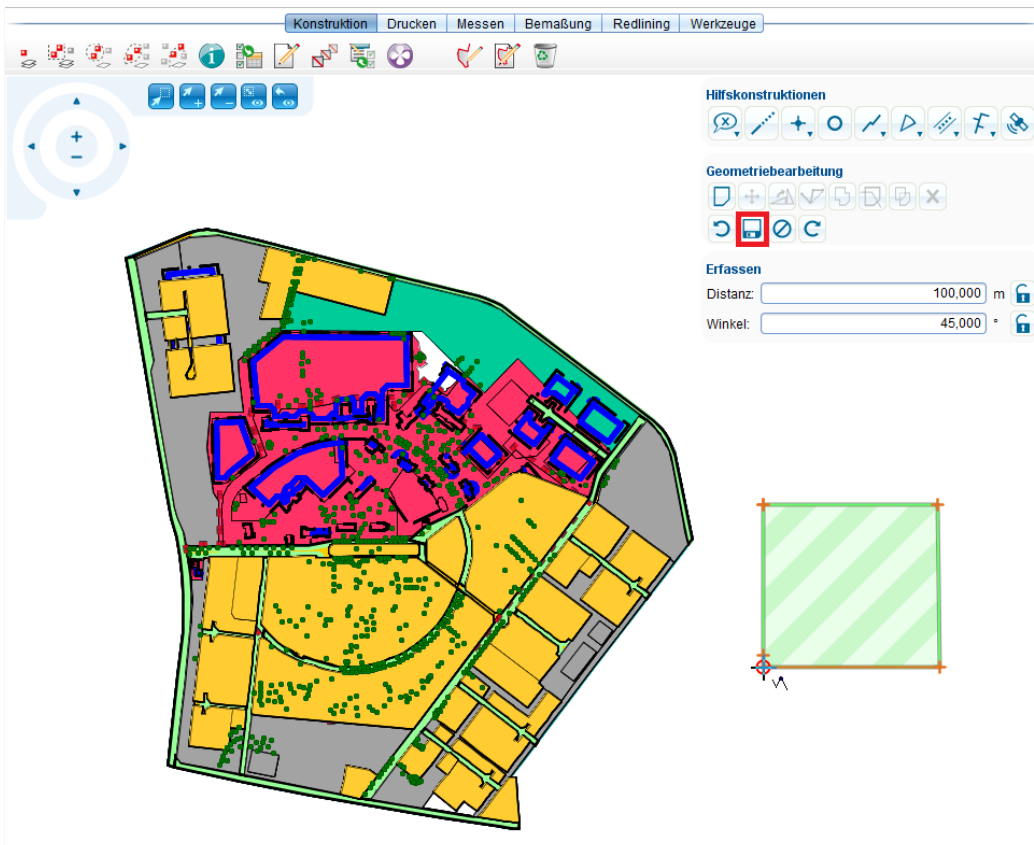 Konstruktion Drucken Messen Bemaßung Redlining Werkzeuge
Hilfskonstruktionen
Geometriebearbeitung
Erfassen
Distanz: 100,000 m
Winkel: 45,000 °